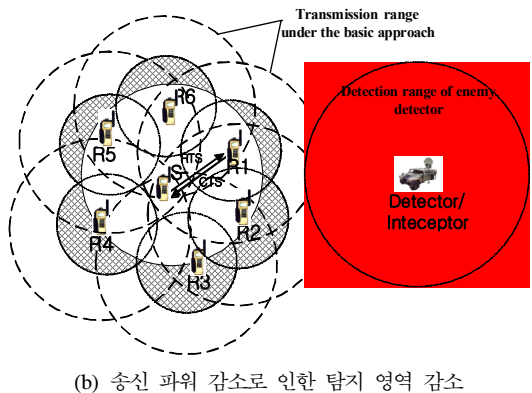 Transmission range
under the basic approach
Detection range of enemy
detector
R6
R5
RTS
R1
S
CTS
Detector/
Inteceptor
R4
R2
R3
(b) 송신 파워 감소로 인한 탐지 영역 감소